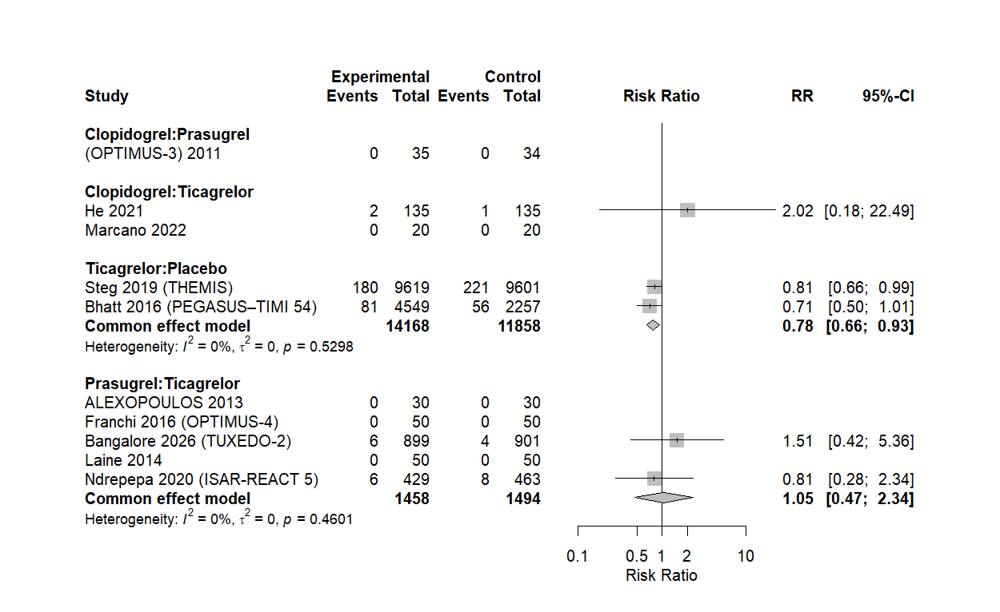 Experimental Control
Study Events Total Events Total Risk Ratio RR 95%-CI
Clopidogrel:Prasugrel
(OPTIMUS-3) 2011 0 35 0 34
Clopidogrel:Ticagrelor
He 2021 2 135 1 135 2.02 [0.18; 22.49]
Marcano 2022 0 20 0 20
Ticagrelor:Placebo
Steg 2019 (THEMIS) 180 9619 221 9601 0.81 [0.66; 0.99]
Bhatt 2016 (PEGASUS–TIMI 54) 81 4549 56 2257 0.71 [0.50; 1.01]
Common effect model 14168 11858 0.78 [0.66; 0.93]
Heterogeneity: I² = 0%, τ² = 0, p = 0.5298
Prasugrel:Ticagrelor
ALEXOPOULOS 2013 0 30 0 30
Franchi 2016 (OPTIMUS-4) 0 50 0 50
Bangalore 2026 (TUXEDO-2) 6 899 4 901 1.51 [0.42; 5.36]
Laine 2014 0 50 0 50
Ndrepepa 2020 (ISAR-REACT 5) 6 429 8 463 0.81 [0.28; 2.34]
Common effect model 1458 1494 1.05 [0.47; 2.34]
Heterogeneity: I² = 0%, τ² = 0, p = 0.4601
0.1 0.5 1 2 10
Risk Ratio